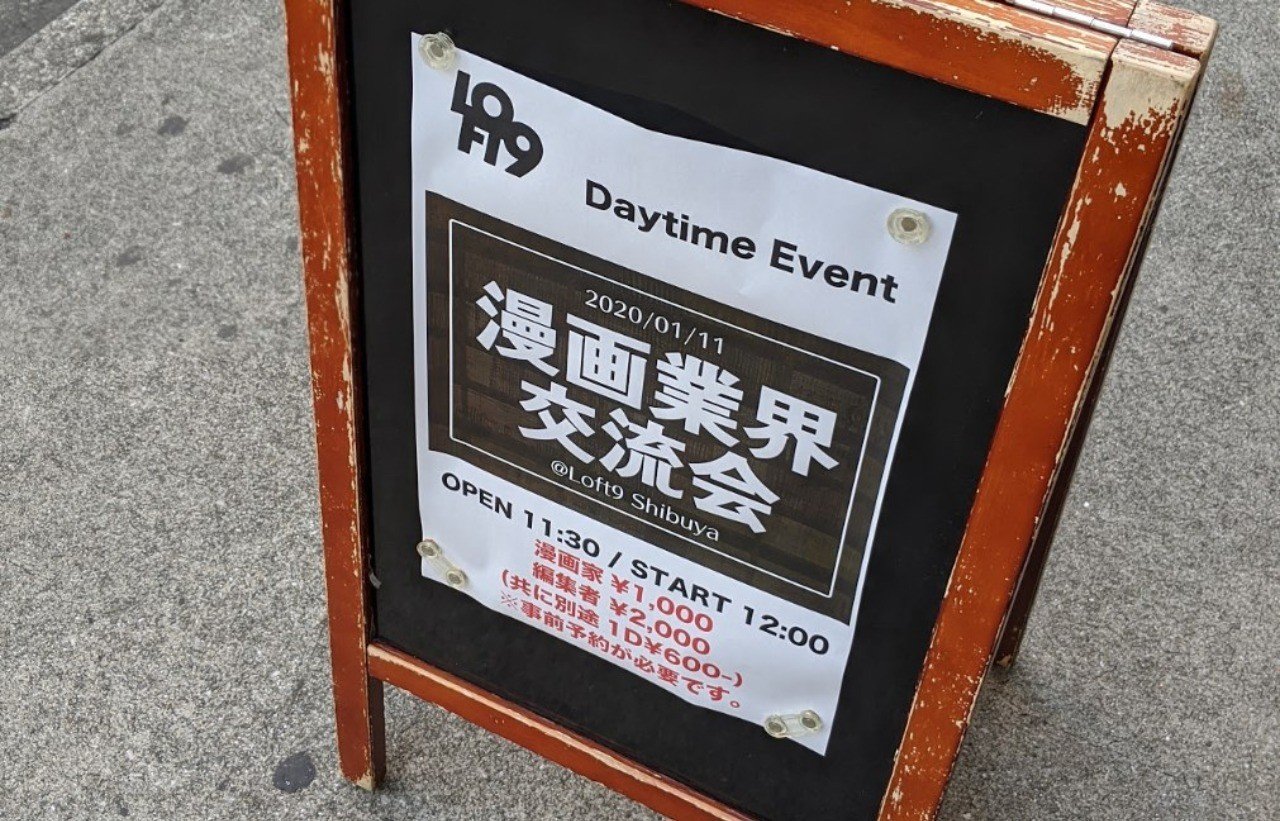 LOFT9
Daytime Event
2020/01/11
漫画業界
交流会
@Loft9 Shibuya
OPEN 11:30 / START 12:00
漫画家 ¥1,000
編集者 ¥2,000
(共に別途 1D¥600-)
※事前予約が必要です。